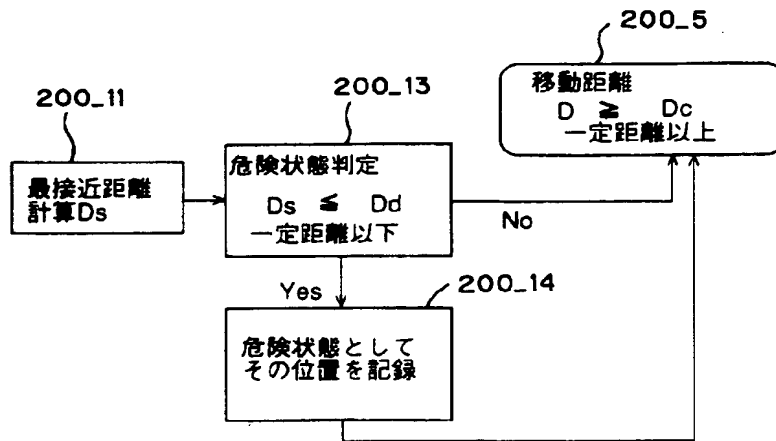 200_5
移動距離
D ≧ Dc
一定距離以上
200_11
最接近距離
計算Ds
200_13
危険状態判定
Ds ≦ Dd
一定距離以下
No
Yes
200_14
危険状態として
その位置を記録